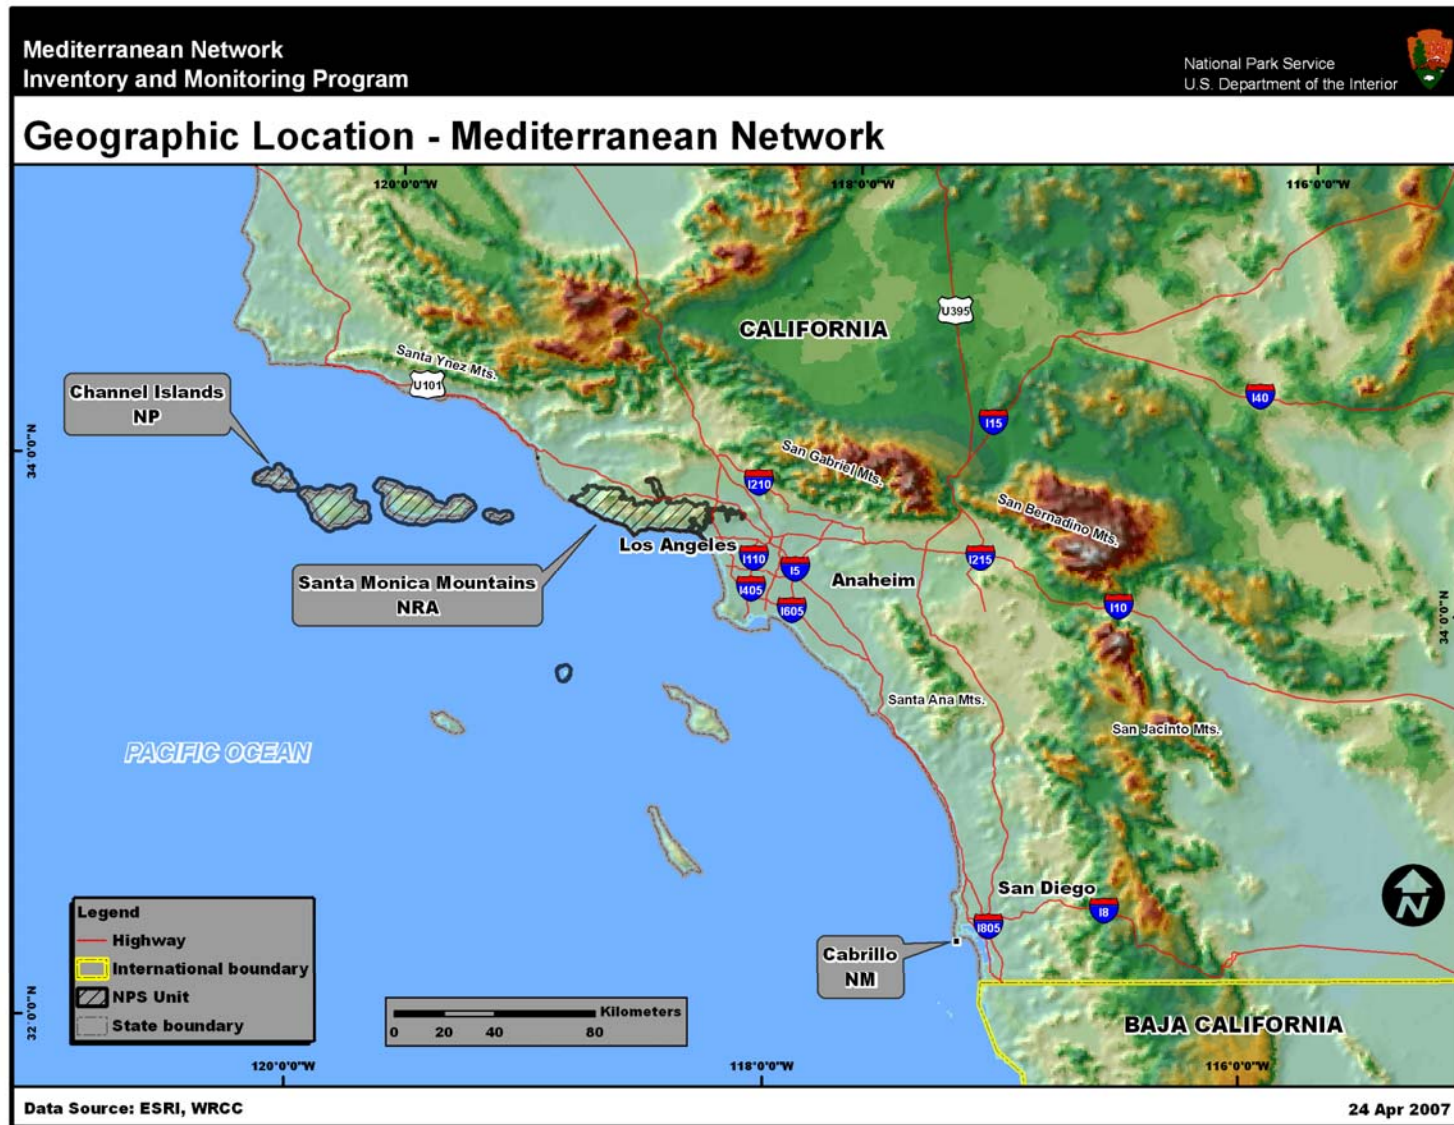 Mediterranean Network
Inventory and Monitoring Program
National Park Service
U.S. Department of the Interior
Geographic Location - Mediterranean Network
120°0'0"W
118°0'0"W
116°0'0"W
U395
CALIFORNIA
Santa Ynez Mts.
U101
Channel Islands
NP
I40
I15
34°0'0"N
San Gabriel Mts.
I210
San Bernadino Mts.
Los Angeles
I110
I5
I215
Anaheim
Santa Monica Mountains
NRA
I405
I605
I10
34°0'0"N
Santa Ana Mts.
San Jacinto Mts.
PACIFIC OCEAN
San Diego
I8
I805
N
Cabrillo
NM
Legend
Highway
International boundary
NPS Unit
State boundary
Kilometers
0 20 40 80
32°0'0"N
BAJA CALIFORNIA
120°0'0"W
118°0'0"W
116°0'0"W
Data Source: ESRI, WRCC
24 Apr 2007